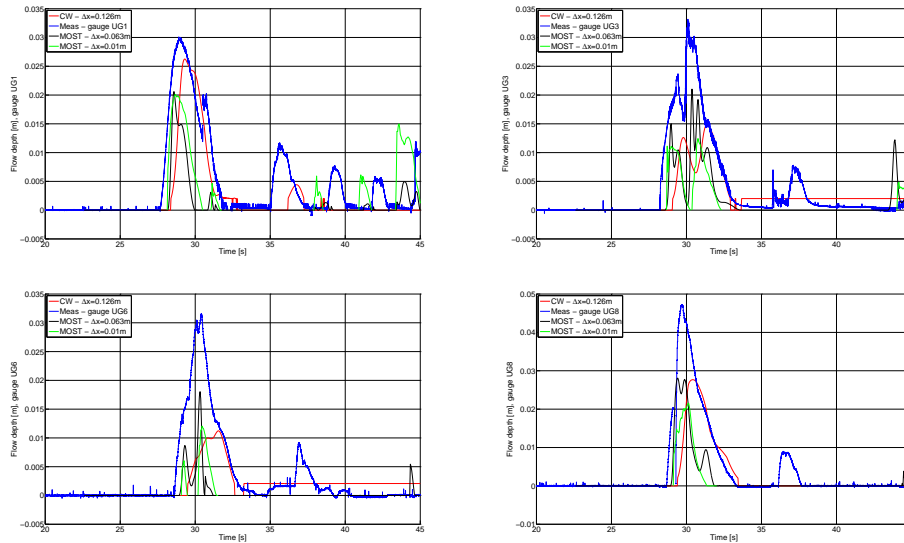 CW − Δx=0.126m
Meas − gauge UG1
MOST − Δx=0.063m
MOST − Δx=0.01m
0.035
0.03
0.025
0.02
0.015
0.01
0.005
0
−0.005
20 25 30 35 40 45
Time [s]
Flow depth [m], gauge UG1
CW − Δx=0.126m
Meas − gauge UG3
MOST − Δx=0.063m
MOST − Δx=0.01m
0.035
0.03
0.025
0.02
0.015
0.01
0.005
0
−0.005
20 25 30 35 40
Time [s]
Flow depth [m], gauge UG3
CW − Δx=0.126m
Meas − gauge UG6
MOST − Δx=0.063m
MOST − Δx=0.01m
0.035
0.03
0.025
0.02
0.015
0.01
0.005
0
−0.005
20 25 30 35 40 45
Time [s]
Flow depth [m], gauge UG6
CW − Δx=0.126m
Meas − gauge UG8
MOST − Δx=0.063m
MOST − Δx=0.01m
0.05
0.04
0.03
0.02
0.01
0
−0.01
20 25 30 35 40
Time [s]
Flow depth [m], gauge UG8